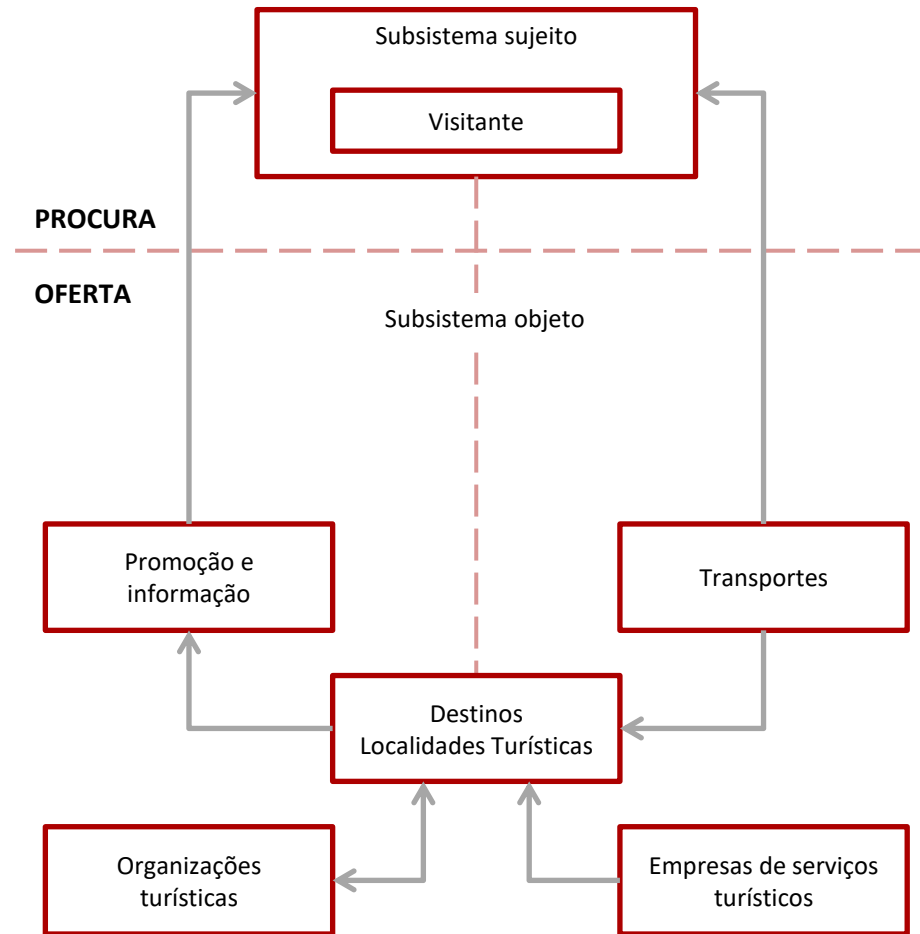 Subsistema sujeito
Visitante
PROCURA
OFERTA
Subsistema objeto
Promoção e
informação
Transportes
Destinos
Localidades Turísticas
Organizações
turísticas
Empresas de serviços
turísticos